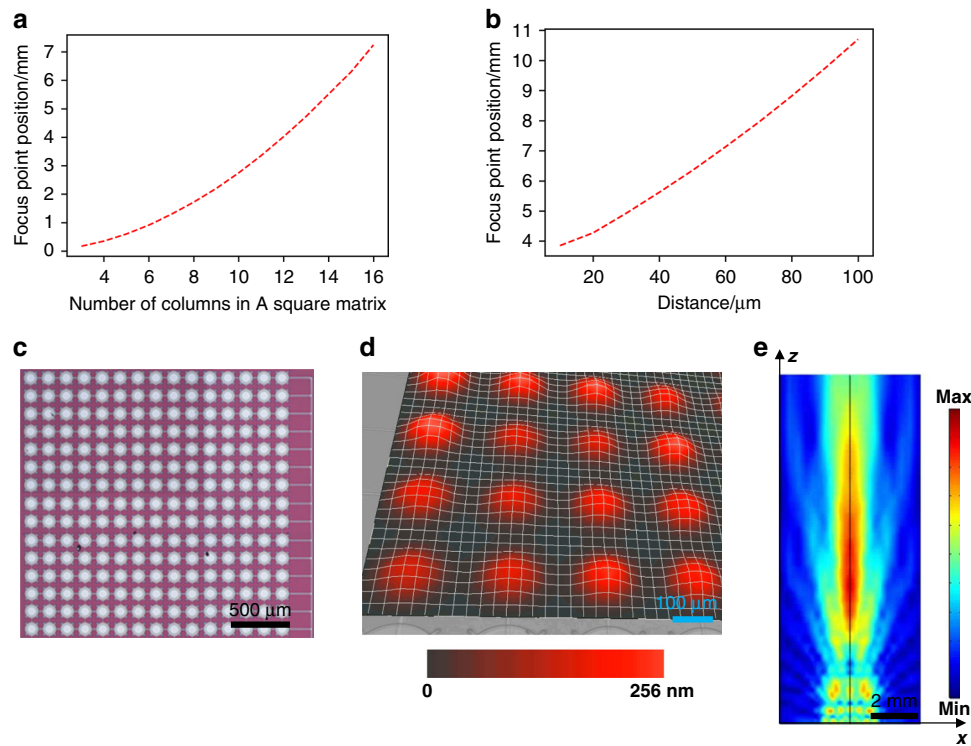 a
Focus point position/mm
7
6
5
4
3
2
1
0
4 6 8 10 12 14 16
Number of columns in A square matrix
b
Focus point position/mm
11
10
9
8
7
6
5
4
20 40 60 80 100
Distance/μm
c
500 μm
d
100 μm
0 256 nm
e
z
Max
Min
2 mm
x